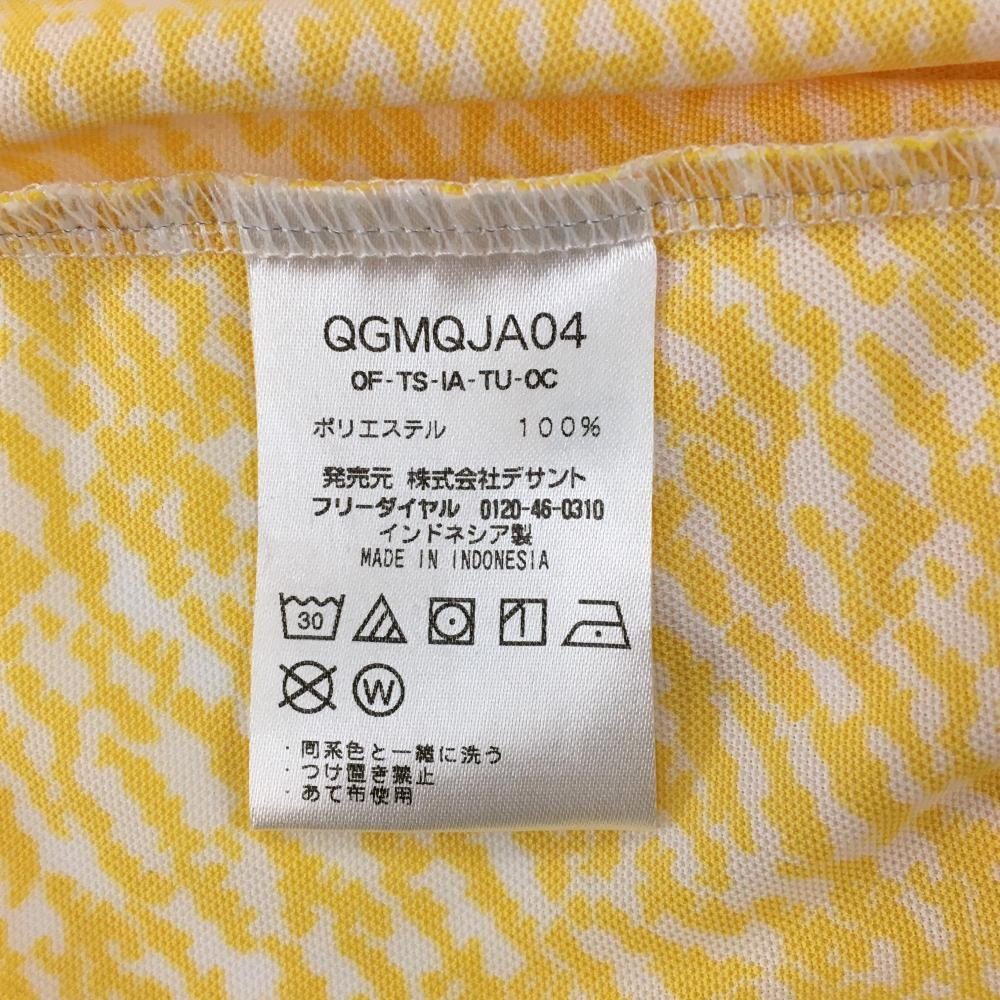 QGMQJA04
OF-TS-IA-TU-OC
ポリエステル 100%
発売元 株式会社デサント
フリーダイヤル 0120-46-0310
インドネシア製
MADE IN INDONESIA
30
W
・同系色と一緒に洗う
・つけ置き禁止
・あて布使用